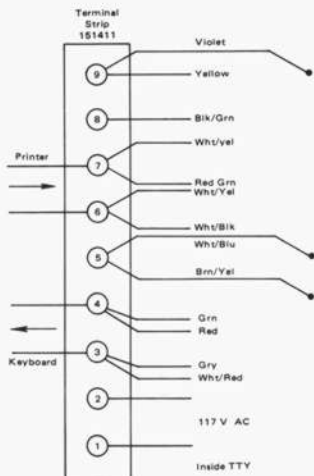 Terminal
Strip
151411
Violet
9
Yellow
8
Blk/Grn
Wht/yel
Printer
7
Red Grn
Wht/Yel
6
Wht/Blk
Wht/Blu
5
Brn/Yel
4
Grn
Red
3
Keyboard
Gry
Wht/Red
2
117 V AC
1
Inside TTY